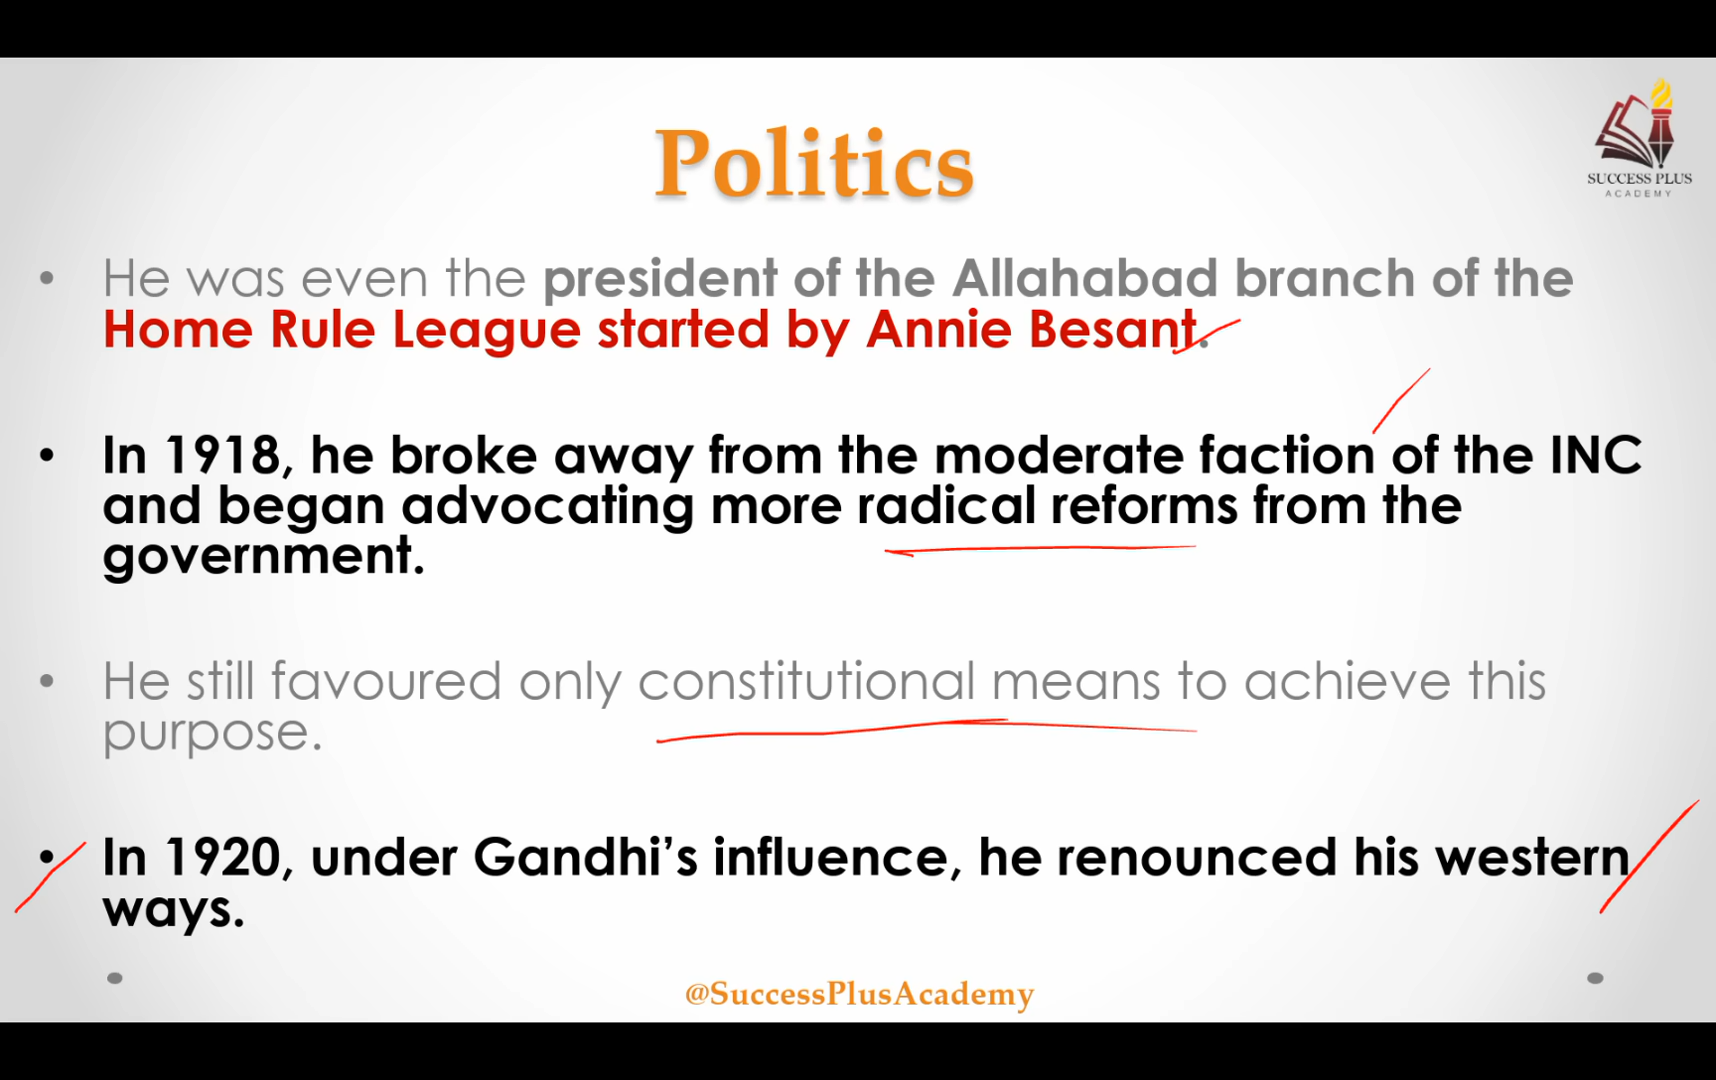 SUCCESS PLUS
ACADEMY
Politics
• He was even the president of the Allahabad branch of the
Home Rule League started by Annie Besant.
• In 1918, he broke away from the moderate faction of the INC
and began advocating more radical reforms from the
government.
• He still favoured only constitutional means to achieve this
purpose.
• In 1920, under Gandhi’s influence, he renounced his western
ways.
@SuccessPlusAcademy